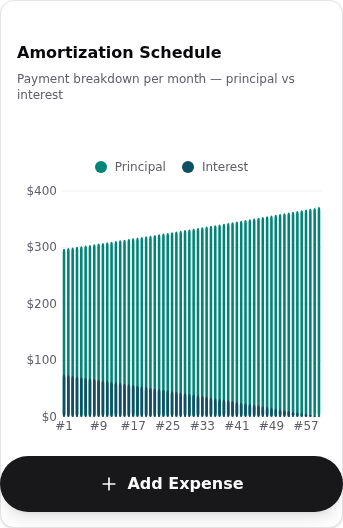 Amortization Schedule
Payment breakdown per month — principal vs
interest
Principal
Interest
$400
$300
$200
$100
$0
#1 #9 #17 #25 #33 #41 #49 #57
Add Expense